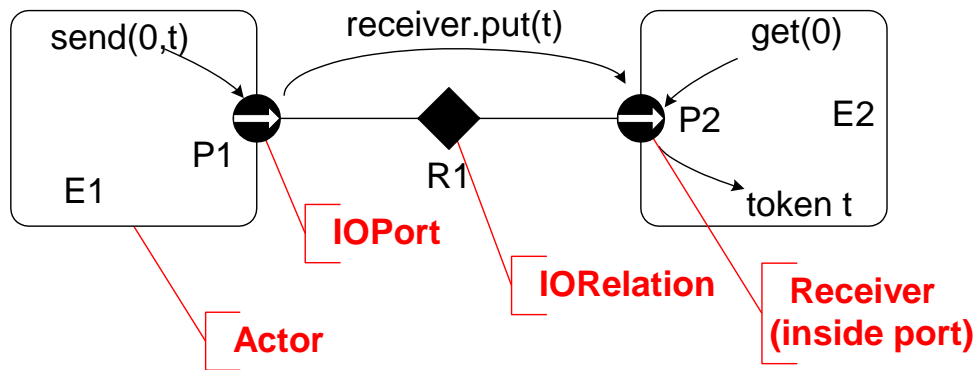 send(0,t)
receiver.put(t)
get(0)
P1
P2
E2
R1
E1
token t
IOPort
IORelation
Receiver
(inside port)
Actor